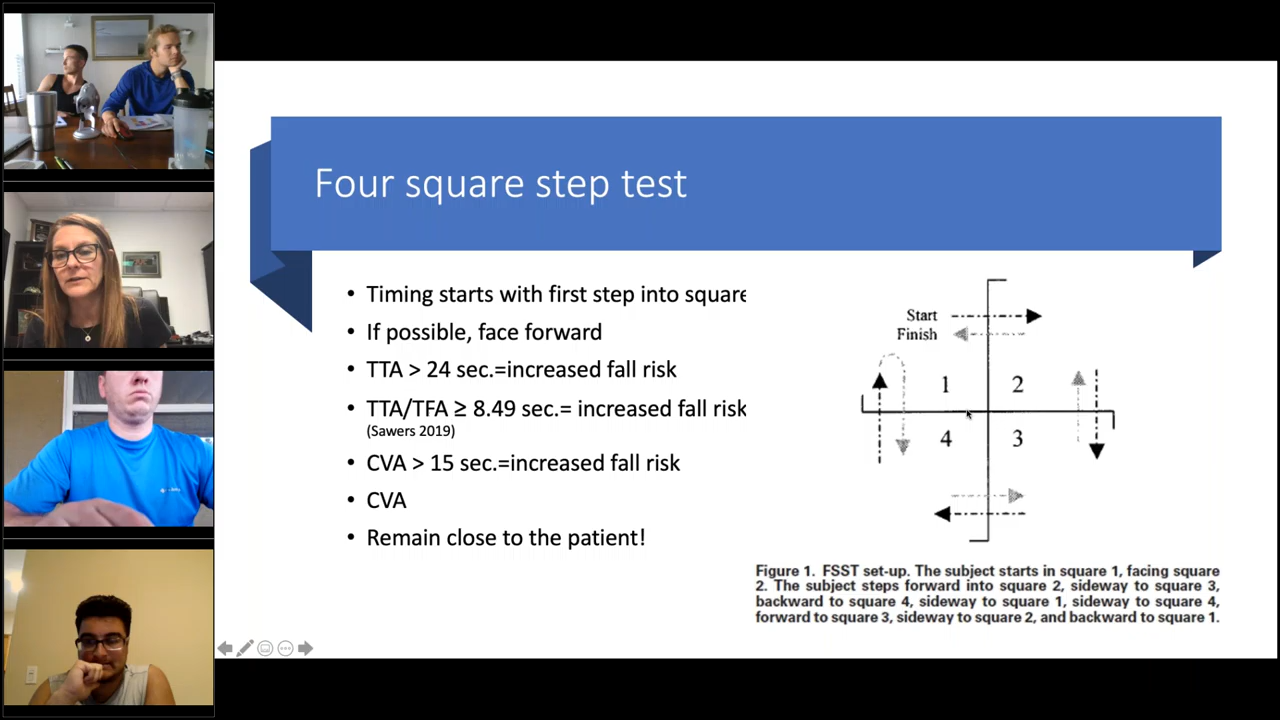 Four square step test
• Timing starts with first step into square
• If possible, face forward
• TTA > 24 sec.=increased fall risk
• TTA/TFA ≥ 8.49 sec.= increased fall risk
(Sawers 2019)
• CVA > 15 sec.=increased fall risk
• CVA
• Remain close to the patient!
Start
Finish
1 2
4 3
Figure 1. FSST set-up. The subject starts in square 1, facing square
2. The subject steps forward into square 2, sideway to square 3,
backward to square 4, sideway to square 1, sideway to square 4,
forward to square 3, sideway to square 2, and backward to square 1.